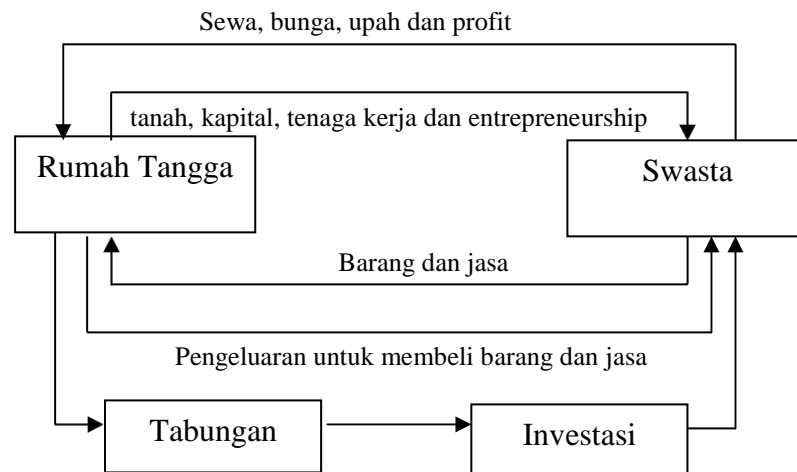 Sewa, bunga, upah dan profit
tanah, kapital, tenaga kerja dan entrepreneurship
Rumah Tangga
Swasta
Barang dan jasa
Pengeluaran untuk membeli barang dan jasa
Tabungan
Investasi